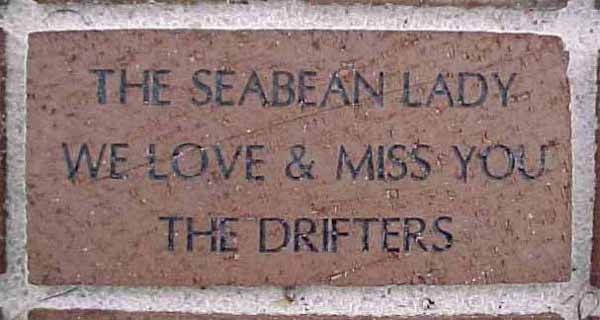 THE SEABEAN LADY
WE LOVE & MISS YOU
THE DRIFTERS